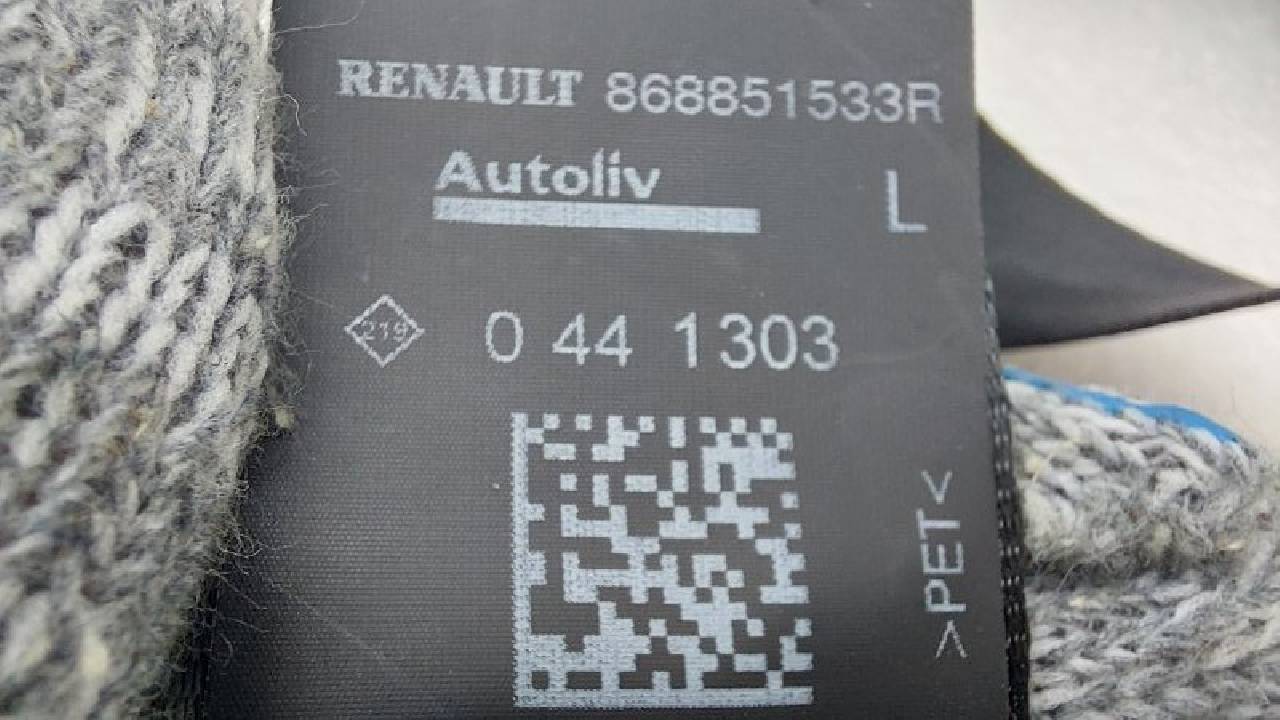 RENAULT 868851533R
Autoliv L
219 0 44 1303
>PET<